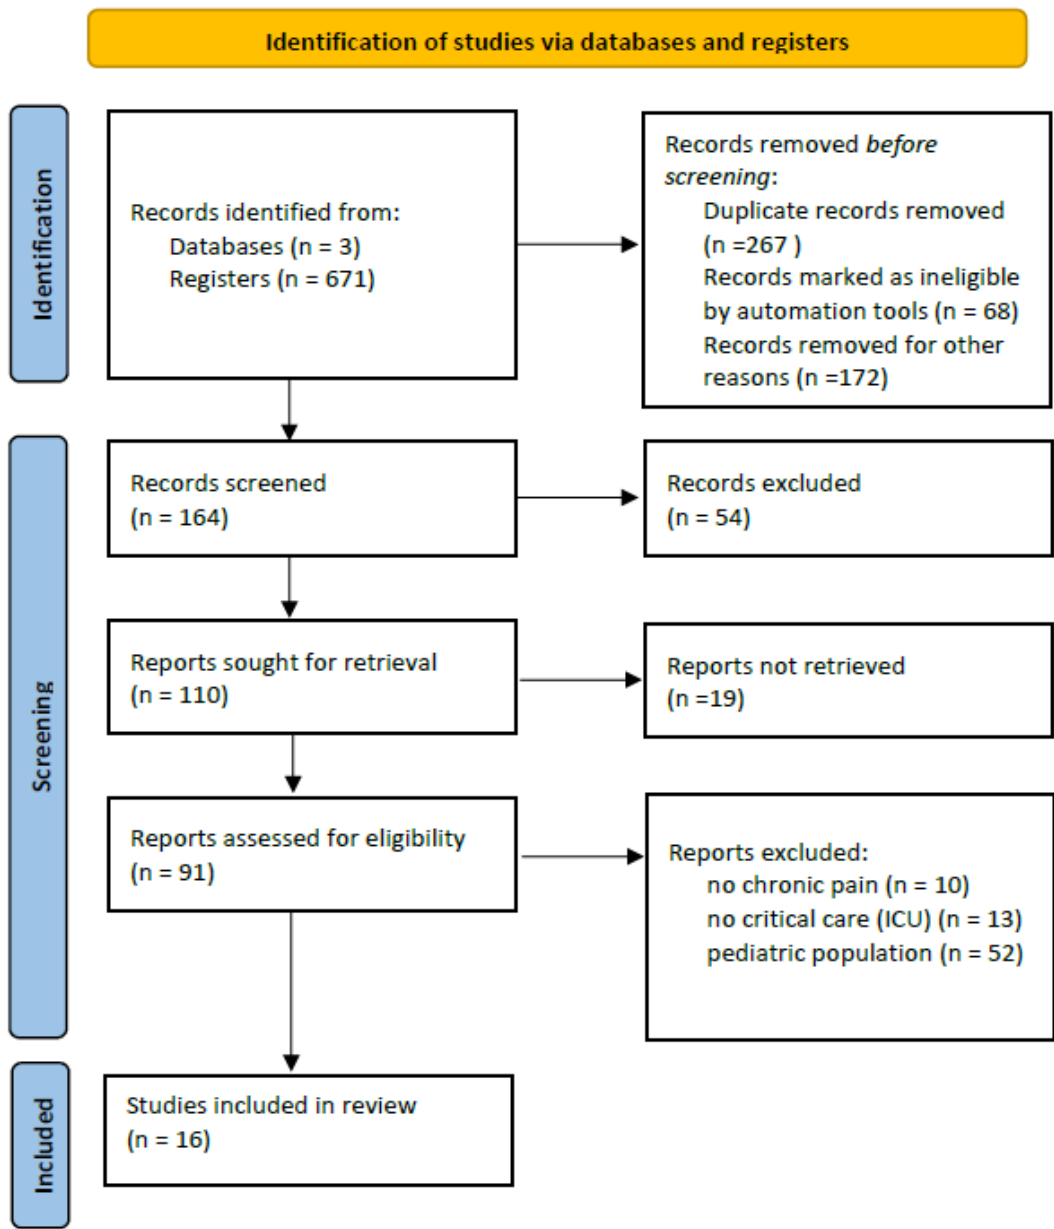 Identification of studies via databases and registers
Identification
Records identified from:
Databases (n = 3)
Registers (n = 671)
Records removed before
screening:
Duplicate records removed
(n =267 )
Records marked as ineligible
by automation tools (n = 68)
Records removed for other
reasons (n =172)
Screening
Records screened
(n = 164)
Records excluded
(n = 54)
Reports sought for retrieval
(n = 110)
Reports not retrieved
(n =19)
Reports assessed for eligibility
(n = 91)
Reports excluded:
no chronic pain (n = 10)
no critical care (ICU) (n = 13)
pediatric population (n = 52)
Included
Studies included in review
(n = 16)